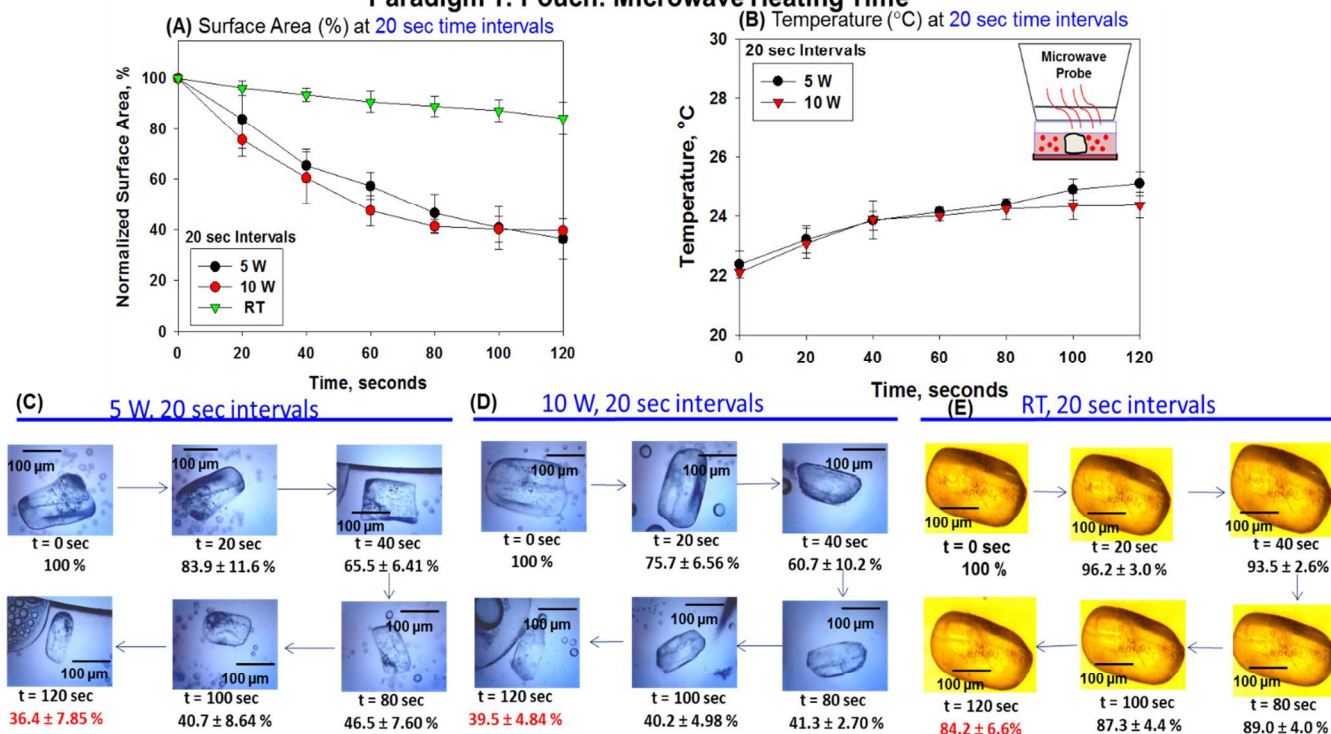 Paradigm 1: Pouch: Microwave Heating Time
(A) Surface Area (%) at 20 sec time intervals
Normalized Surface Area, %
100
80
60
40
20
0
20 sec Intervals
5 W
10 W
RT
0 20 40 60 80 100 120
Time, seconds
(B) Temperature (°C) at 20 sec time intervals
Temperature, °C
30
28
26
24
22
20
20 sec Intervals
5 W
10 W
Microwave
Probe
0 20 40 60 80 100 120
Time, seconds
(C) 5 W, 20 sec intervals
100 µm
100 µm
100 µm
t = 0 sec
100 %
t = 20 sec
83.9 ± 11.6 %
t = 40 sec
65.5 ± 6.41 %
100 µm
100 µm
100 µm
t = 120 sec
36.4 ± 7.85 %
t = 100 sec
40.7 ± 8.64 %
t = 80 sec
46.5 ± 7.60 %
(D) 10 W, 20 sec intervals
100 µm
100 µm
100 µm
t = 0 sec
100 %
t = 20 sec
75.7 ± 6.56 %
t = 40 sec
60.7 ± 10.2 %
100 µm
100 µm
100 µm
t = 120 sec
39.5 ± 4.84 %
t = 100 sec
40.2 ± 4.98 %
t = 80 sec
41.3 ± 2.70 %
(E) RT, 20 sec intervals
100 µm
100 µm
100 µm
t = 0 sec
100 %
t = 20 sec
96.2 ± 3.0 %
t = 40 sec
93.5 ± 2.6%
100 µm
100 µm
100 µm
t = 120 sec
84.2 ± 6.6%
t = 100 sec
87.3 ± 4.4 %
t = 80 sec
89.0 ± 4.0 %